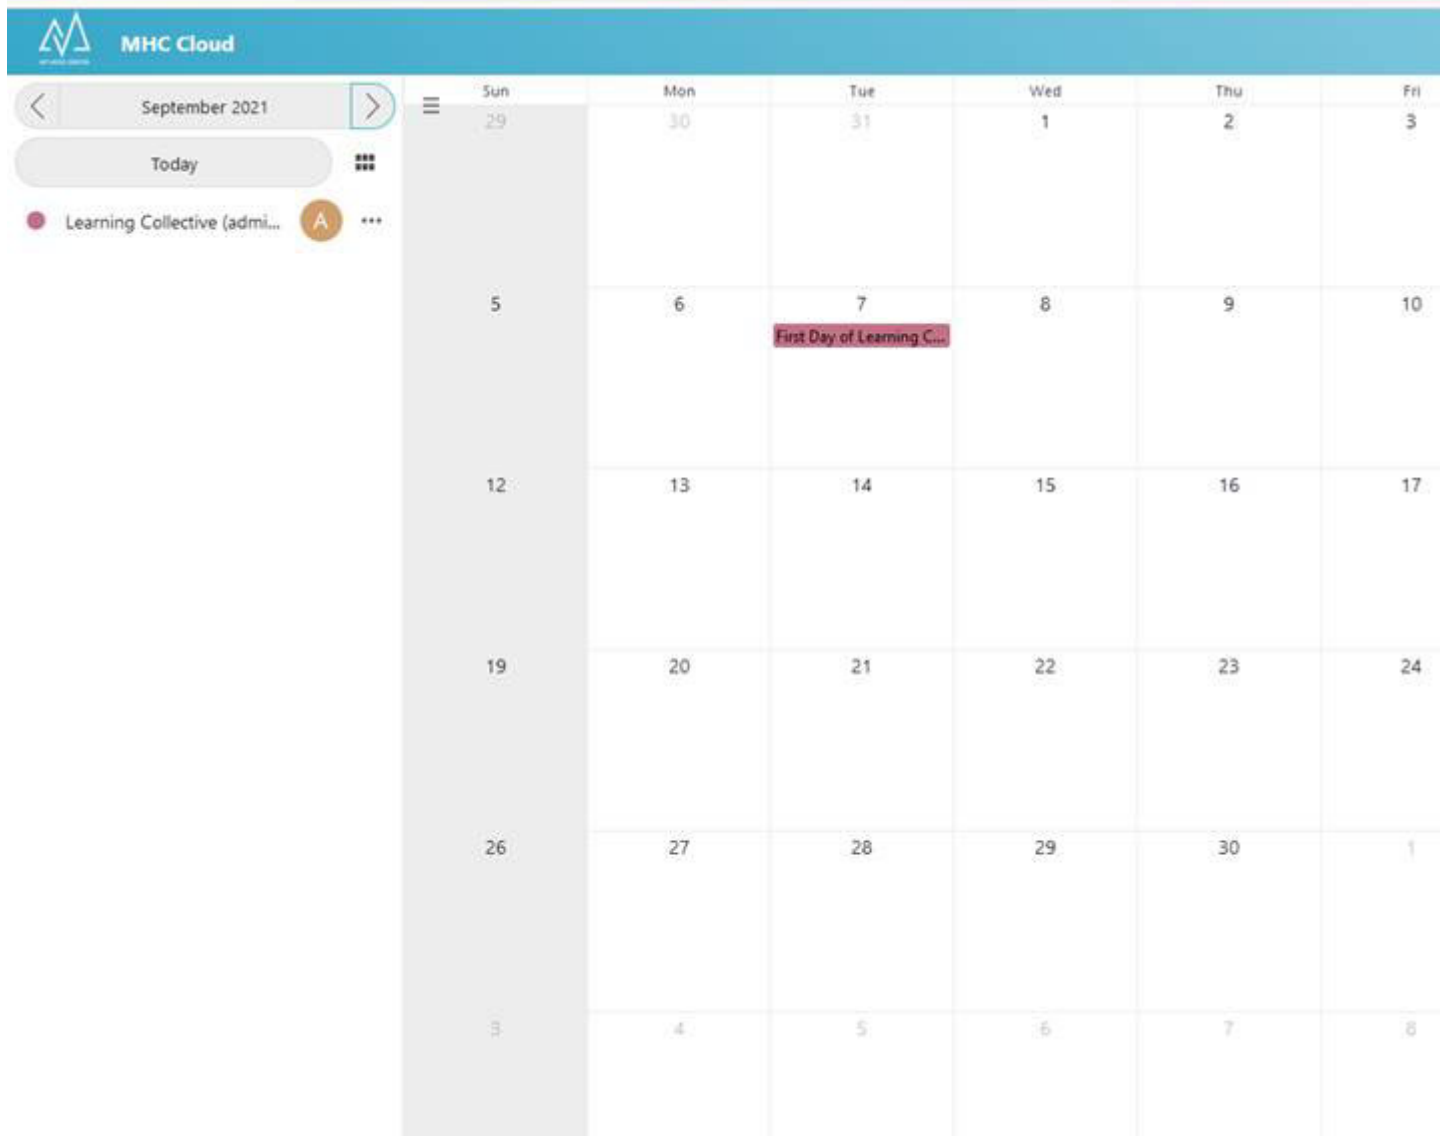 MHC Cloud
September 2021
Today
Learning Collective (admi...
A
Sun Mon Tue Wed Thu Fri
29 30 31 1 2 3
5 6 7 8 9 10
First Day of Learning C...
12 13 14 15 16 17
19 20 21 22 23 24
26 27 28 29 30 1
3 4 5 6 7 8